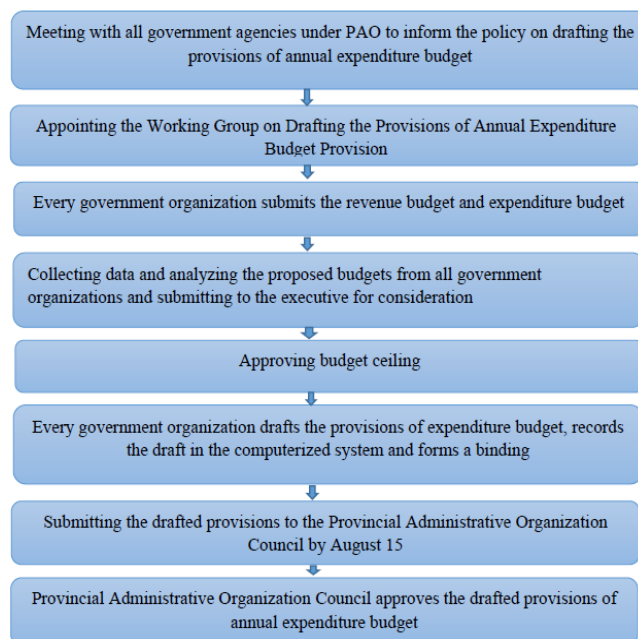 Meeting with all government agencies under PAO to inform the policy on drafting the
provisions of annual expenditure budget
Appointing the Working Group on Drafting the Provisions of Annual Expenditure
Budget Provision
Every government organization submits the revenue budget and expenditure budget
Collecting data and analyzing the proposed budgets from all government
organizations and submitting to the executive for consideration
Approving budget ceiling
Every government organization drafts the provisions of expenditure budget, records
the draft in the computerized system and forms a binding
Submitting the drafted provisions to the Provincial Administrative Organization
Council by August 15
Provincial Administrative Organization Council approves the drafted provisions of
annual expenditure budget